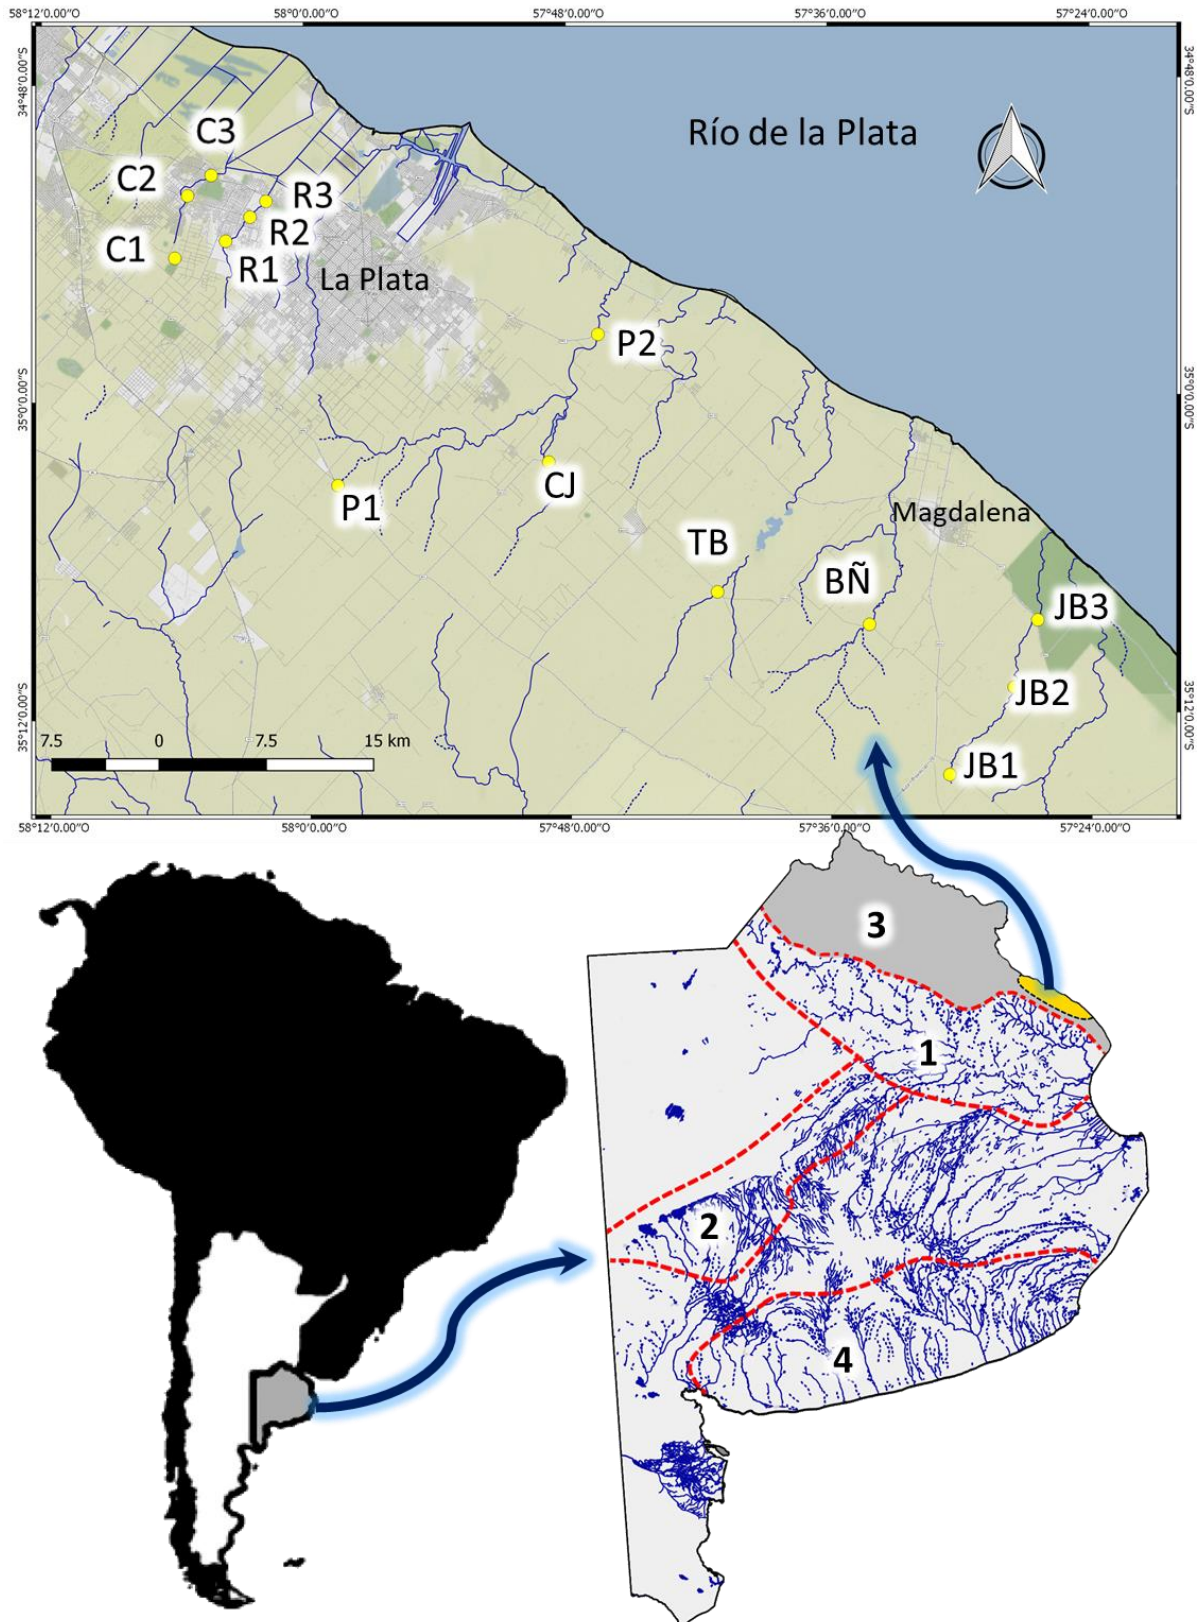 58°12'0.00"O 58°0'0.00"O 57°48'0.00"O 57°36'0.00"O 57°24'0.00"O
34°48'0.00"S
34°48'0.00"S
Río de la Plata
C3
C2
R3
R2
C1
R1
La Plata
P2
35°0'0.00"S
35°0'0.00"S
CJ
P1
Magdalena
TB
BÑ
JB3
JB2
35°12'0.00"S
35°12'0.00"S
7.5 0 7.5 15 km
JB1
58°12'0.00"O 58°0'0.00"O 57°48'0.00"O 57°36'0.00"O 57°24'0.00"O
3
1
2
4